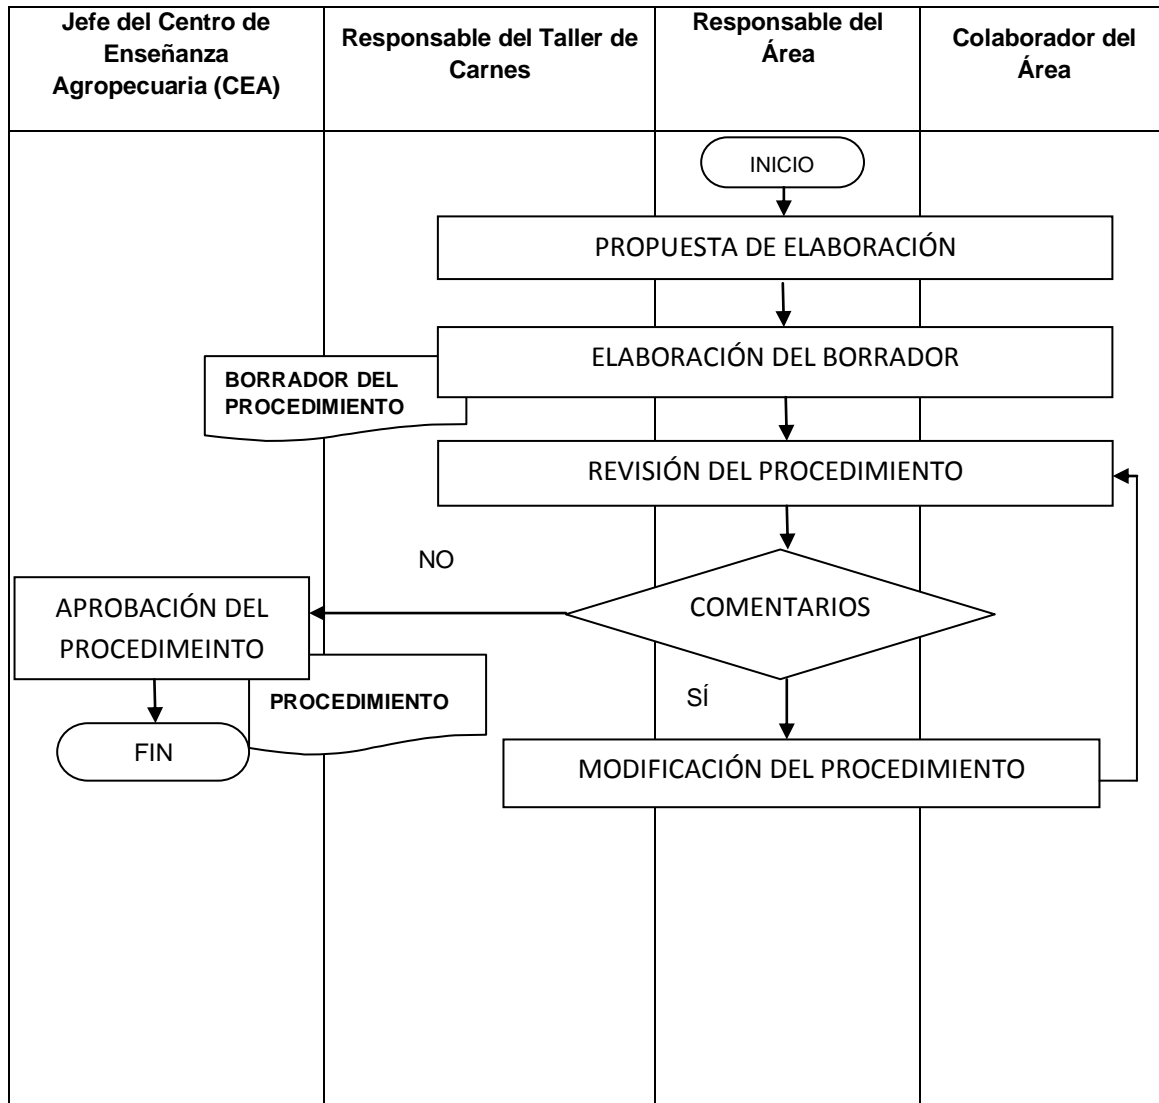 Jefe del Centro de
Enseñanza
Agropecuaria (CEA)
Responsable del Taller de
Carnes
Responsable del
Área
Colaborador del
Área
INICIO
PROPUESTA DE ELABORACIÓN
ELABORACIÓN DEL BORRADOR
BORRADOR DEL
PROCEDIMIENTO
REVISIÓN DEL PROCEDIMIENTO
NO
COMENTARIOS
APROBACIÓN DEL
PROCEDIMEINTO
PROCEDIMIENTO
SÍ
FIN
MODIFICACIÓN DEL PROCEDIMIENTO